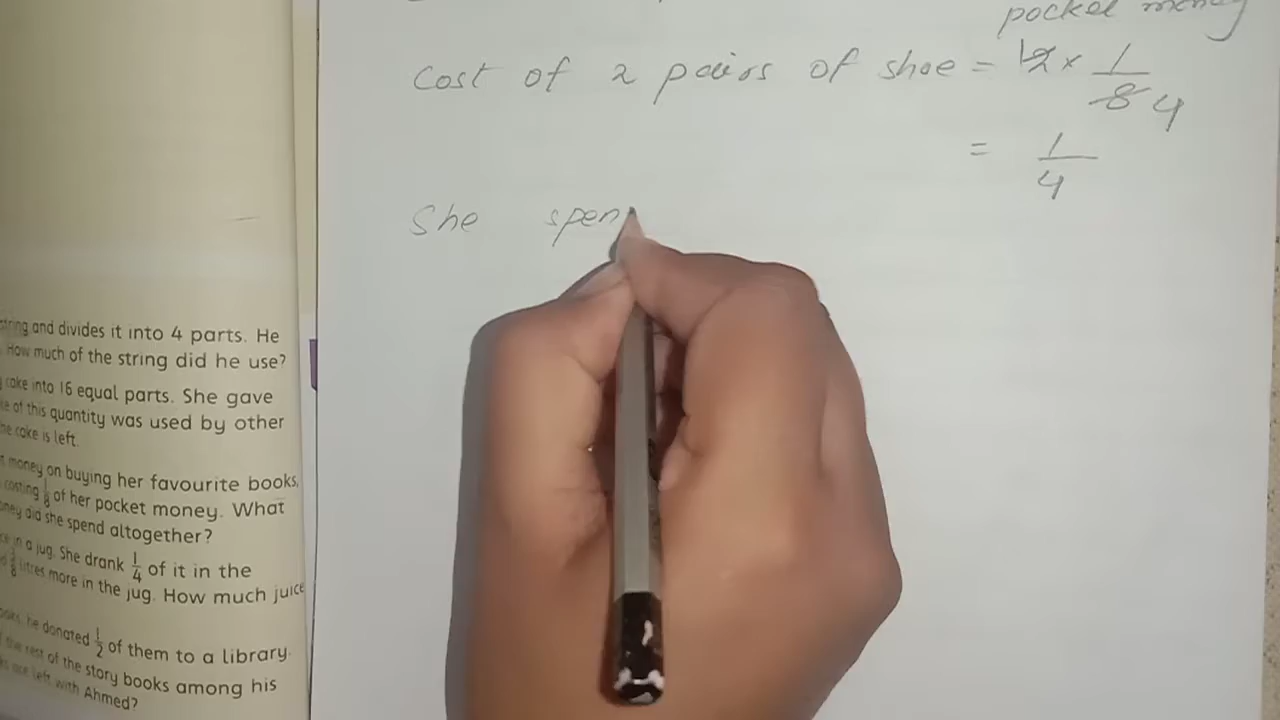 string and divides it into 4 parts. He
How much of the string did he use?
cake into 16 equal parts. She gave
of this quantity was used by other
the cake is left.
money on buying her favourite books,
costing 1/8 of her pocket money. What
money did she spend altogether?
in a jug. She drank 1/4 of it in the
litres more in the jug. How much juice
he donated 1/2 of them to a library.
the rest of the story books among his
left with Ahmed?
pocket money
Cost of 2 pairs of shoe = 2 × 1/8 4
= 1/4
She spen